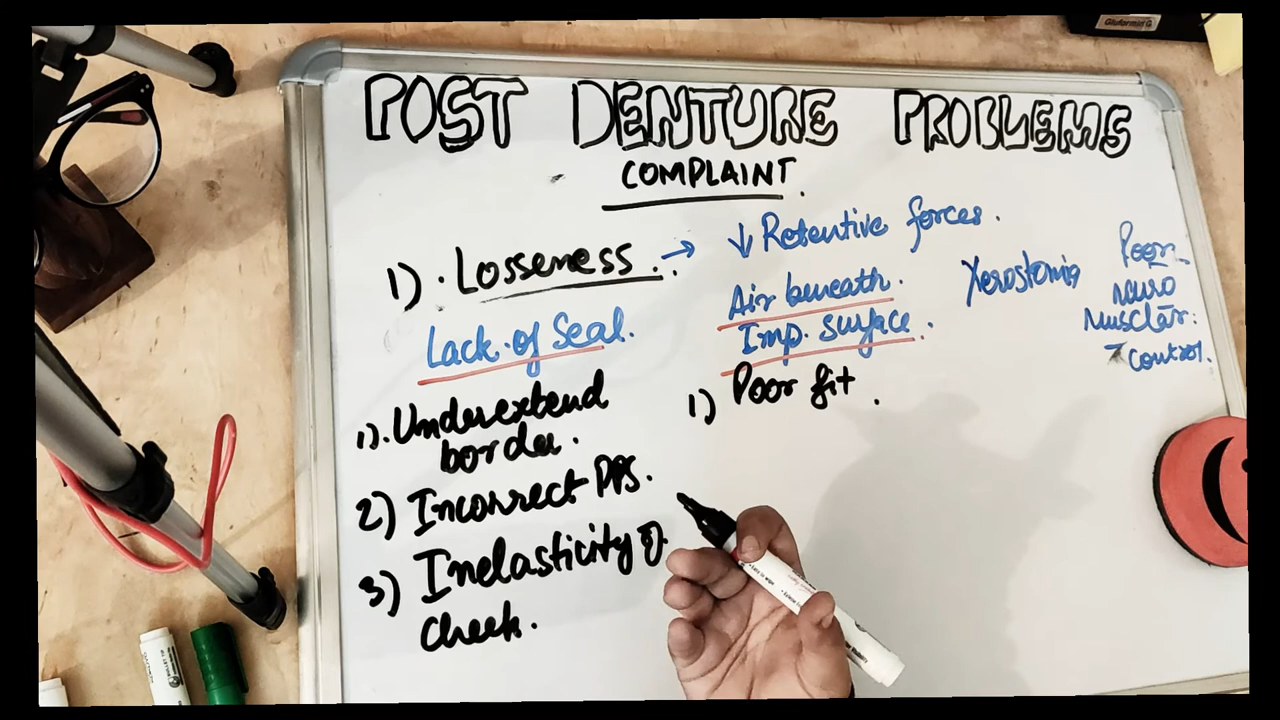 Gluformin G
POST DENTURE PROBLEMS
COMPLAINT.
1). Losseness → ↓ Retentive forces.
Lack of Seal.
1). Underextend
border.
2) Incorrect PPS.
3) Inelasticity of
cheek.
Air beneath.
Imp. surface.
1) Poor fit.
Xerostomia
Poor
neuro
Muscular.
control.